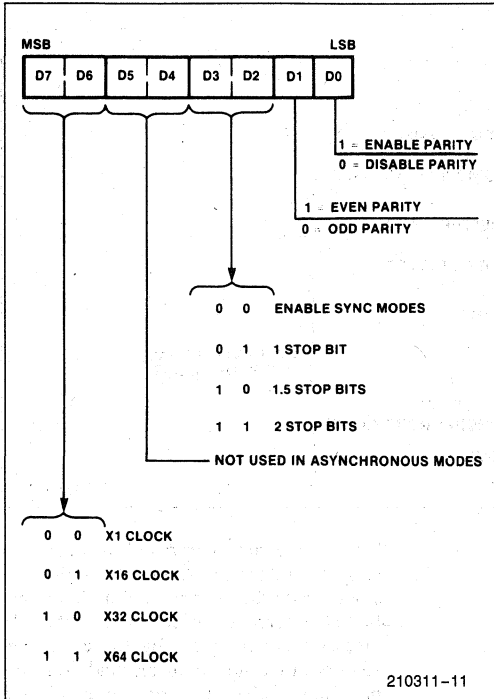 MSB LSB
D7 D6 D5 D4 D3 D2 D1 D0
1 = ENABLE PARITY
0 = DISABLE PARITY
1 = EVEN PARITY
0 = ODD PARITY
0 0 ENABLE SYNC MODES
0 1 1 STOP BIT
1 0 1.5 STOP BITS
1 1 2 STOP BITS
NOT USED IN ASYNCHRONOUS MODES
0 0 X1 CLOCK
0 1 X16 CLOCK
1 0 X32 CLOCK
1 1 X64 CLOCK
210311-11